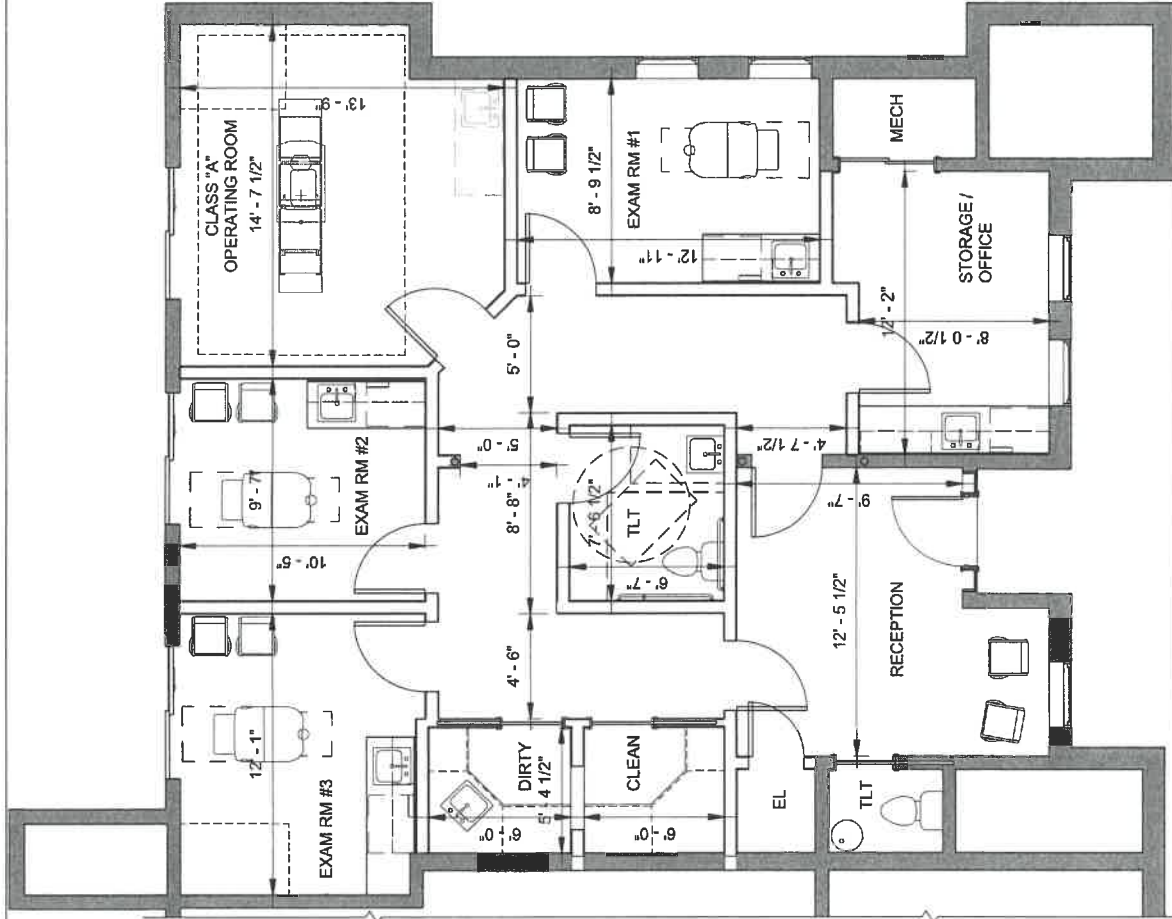 CLASS "A"
OPERATING ROOM
14' - 7 1/2"
13' - 9"
8' - 9 1/2"
EXAM RM #1
12' - 11"
MECH
STORAGE /
OFFICE
12' - 2"
8' - 0 1/2"
5' - 0"
9' - 7"
EXAM RM #2
10' - 5"
5' - 0"
4' - 1"
8' - 8"
7' - 6 1/2"
TLT
6' - 7"
4' - 7 1/2"
9' - 7"
12' - 5 1/2"
RECEPTION
4' - 6"
12' - 1"
EXAM RM #3
DIRTY
5' 4 1/2"
6' - 0"
CLEAN
6' - 0"
EL
TLT